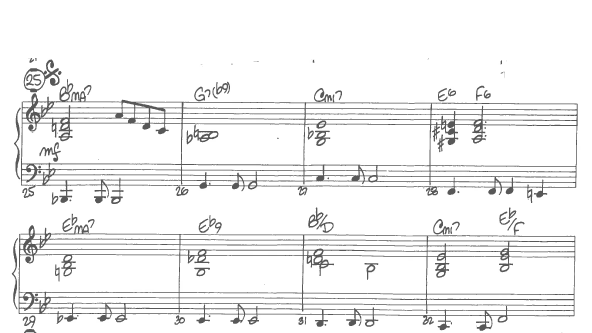 25 B♭MA7 G7(♭9) Cmi7 E6 F6
mf
25 26 27 28
E♭MA7 E♭9 B♭/D Cmi7 E♭/F
29 30 31 32